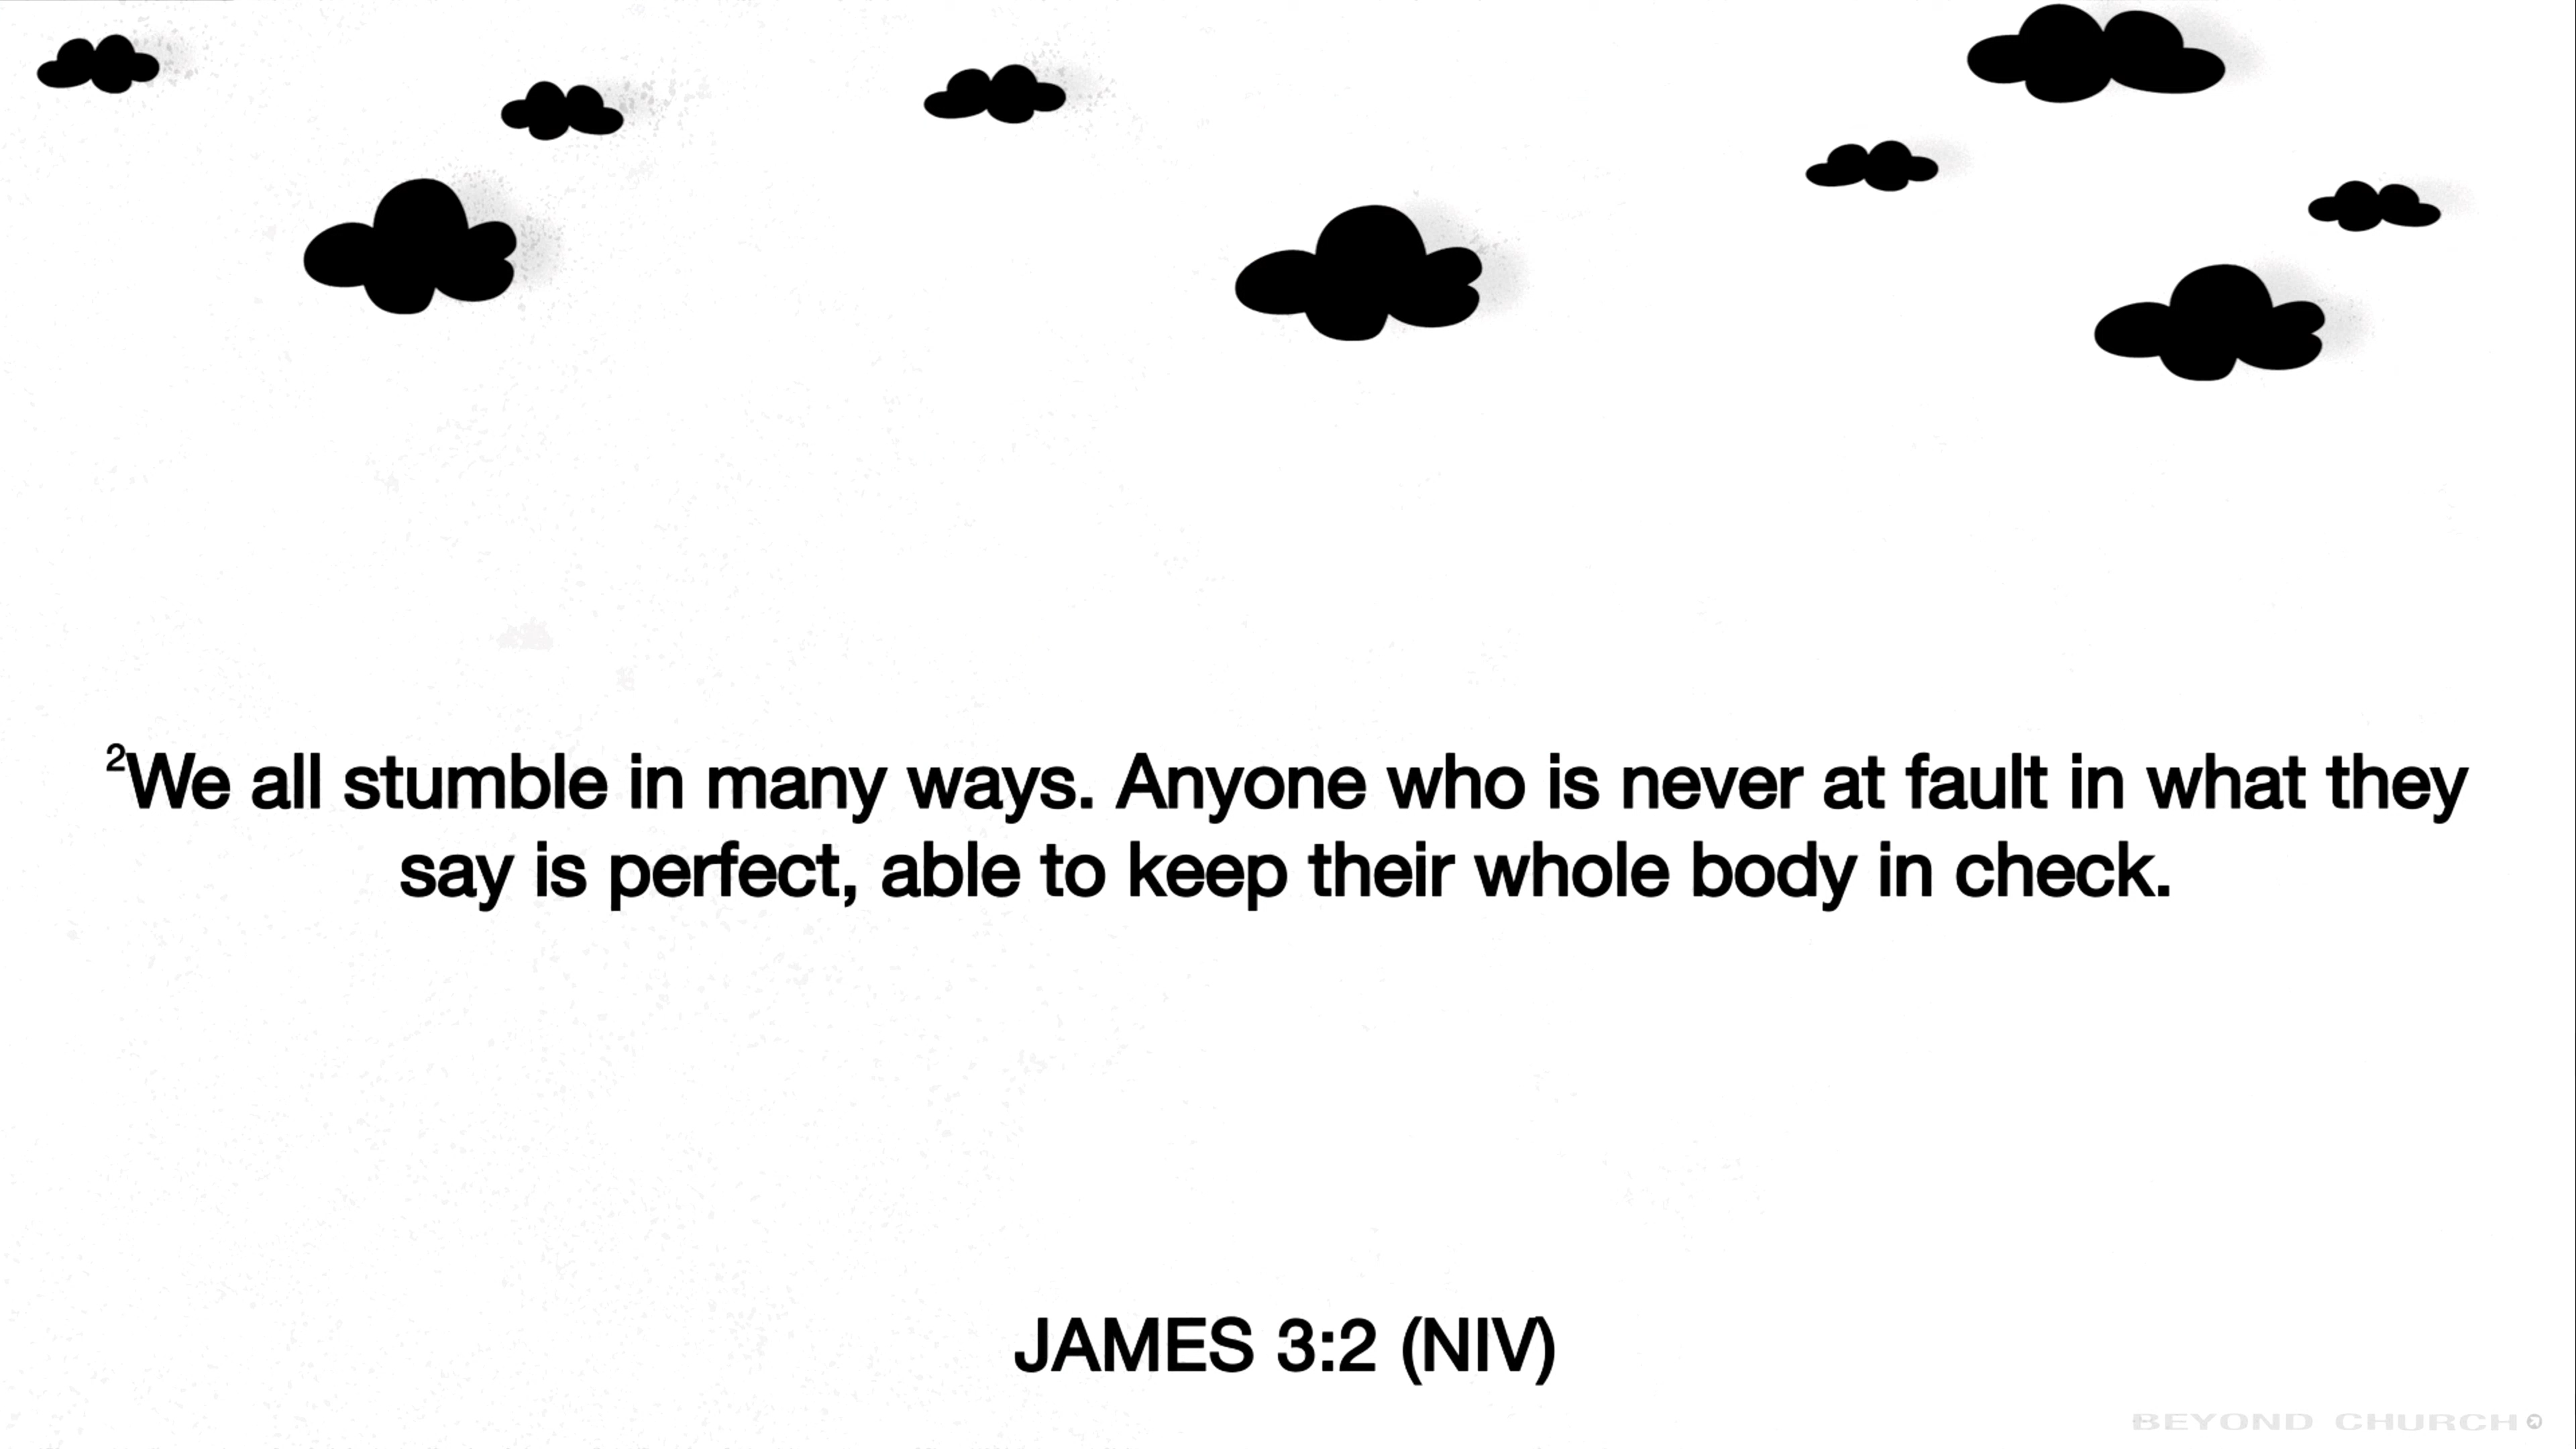 ²We all stumble in many ways. Anyone who is never at fault in what they
say is perfect, able to keep their whole body in check.
JAMES 3:2 (NIV)
BEYOND CHURCH